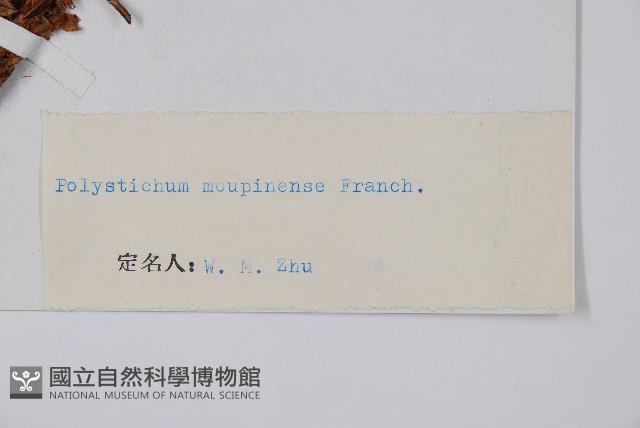 Polystichum moupinense Franch.
定名人: W. M. Zhu
國立自然科學博物館
NATIONAL MUSEUM OF NATURAL SCIENCE